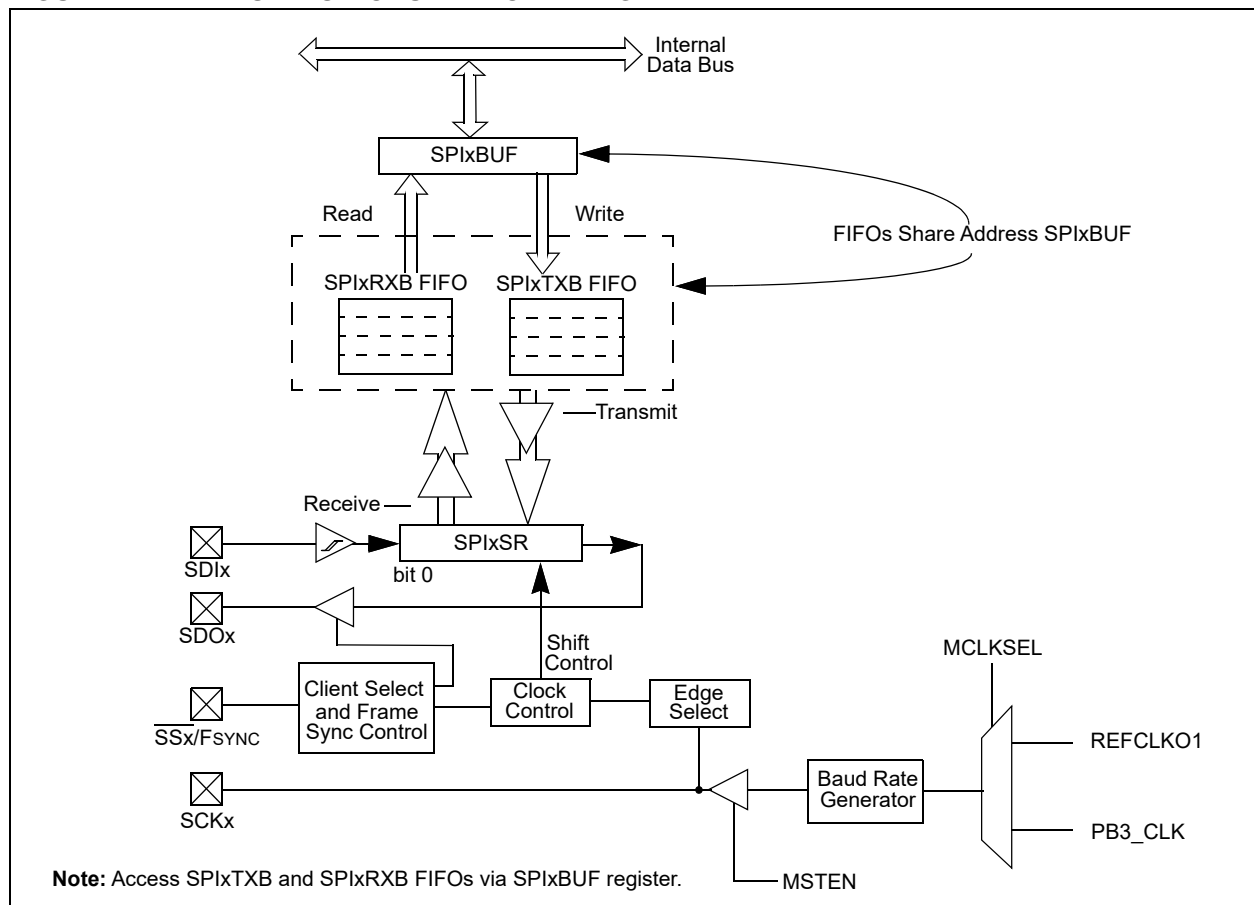 Internal
Data Bus
SPIxBUF
Read
Write
FIFOs Share Address SPIxBUF
SPIxRXB FIFO
SPIxTXB FIFO
Transmit
Receive
SPIxSR
SDIx
bit 0
SDOx
Shift
Control
MCLKSEL
Client Select
and Frame
Sync Control
Clock
Control
Edge
Select
SSx/FSYNC
REFCLKO1
Baud Rate
Generator
SCKx
PB3_CLK
Note: Access SPIxTXB and SPIxRXB FIFOs via SPIxBUF register.
MSTEN